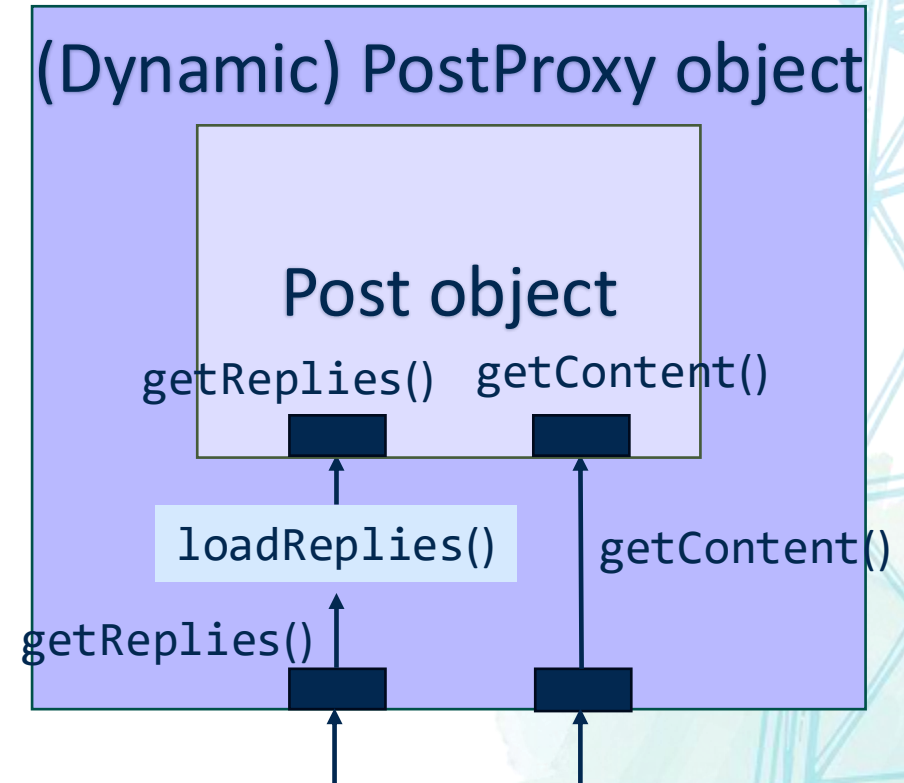 (Dynamic) PostProxy object
Post object
getReplies() getContent()
loadReplies() getContent()
getReplies()